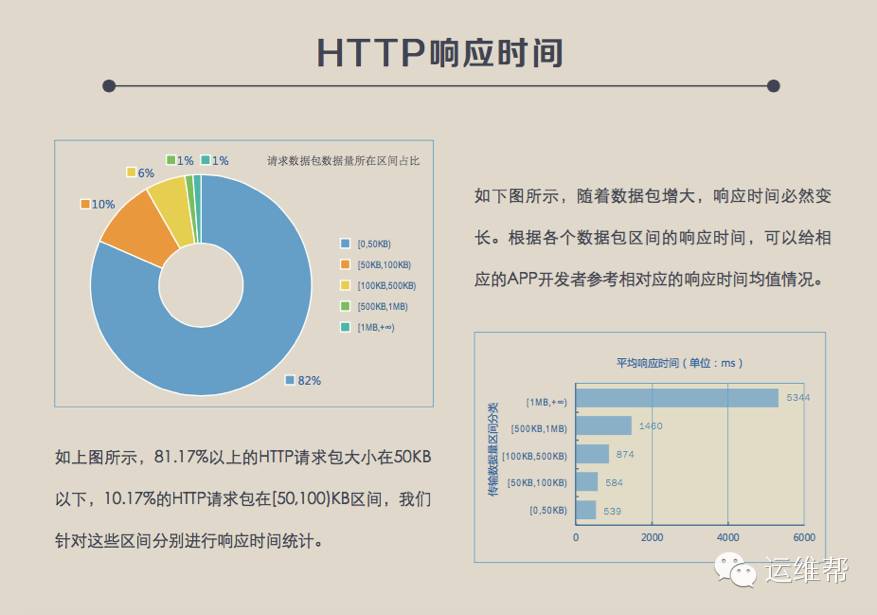 HTTP响应时间
请求数据包数据量所在区间占比
1%
1%
6%
10%
82%
[0,50KB)
[50KB,100KB)
[100KB,500KB)
[500KB,1MB)
[1MB,+∞)
如上图所示，81.17%以上的HTTP请求包大小在50KB
以下，10.17%的HTTP请求包在[50,100)KB区间，我们
针对这些区间分别进行响应时间统计。
如下图所示，随着数据包增大，响应时间必然变
长。根据各个数据包区间的响应时间，可以给相
应的APP开发者参考相对应的响应时间均值情况。
平均响应时间（单位：ms）
传输数据量区间分类
[1MB,+∞) 5344
[500KB,1MB) 1460
[100KB,500KB) 874
[50KB,100KB) 584
[0,50KB) 539
0 2000 4000 6000
运维帮